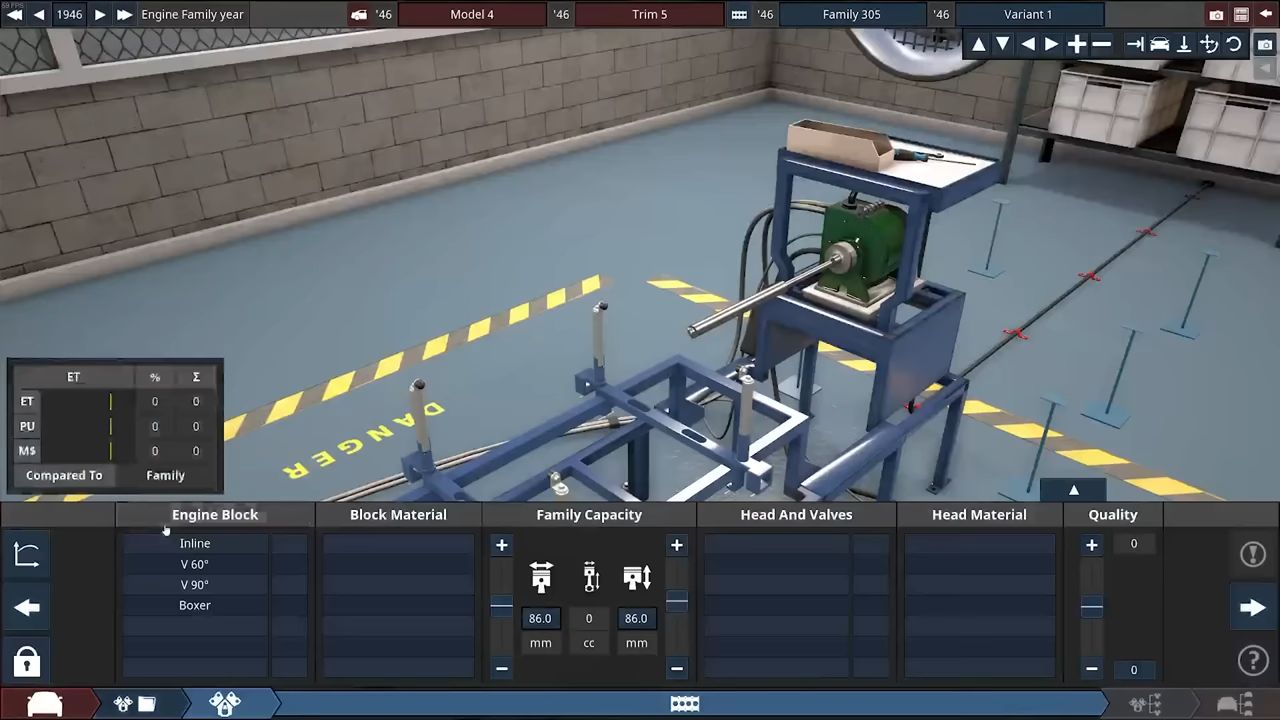 59 FPS
1946 Engine Family year '46 Model 4 '46 Trim 5 '46 Family 305 '46 Variant 1
DANGER
ET % Σ
ET 0 0
PU 0 0
M$ 0 0
Compared To Family
Engine Block Block Material Family Capacity Head And Valves Head Material Quality
Inline + + + 0
V 60°
V 90°
Boxer
86.0 0 86.0
mm cc mm
− − − 0